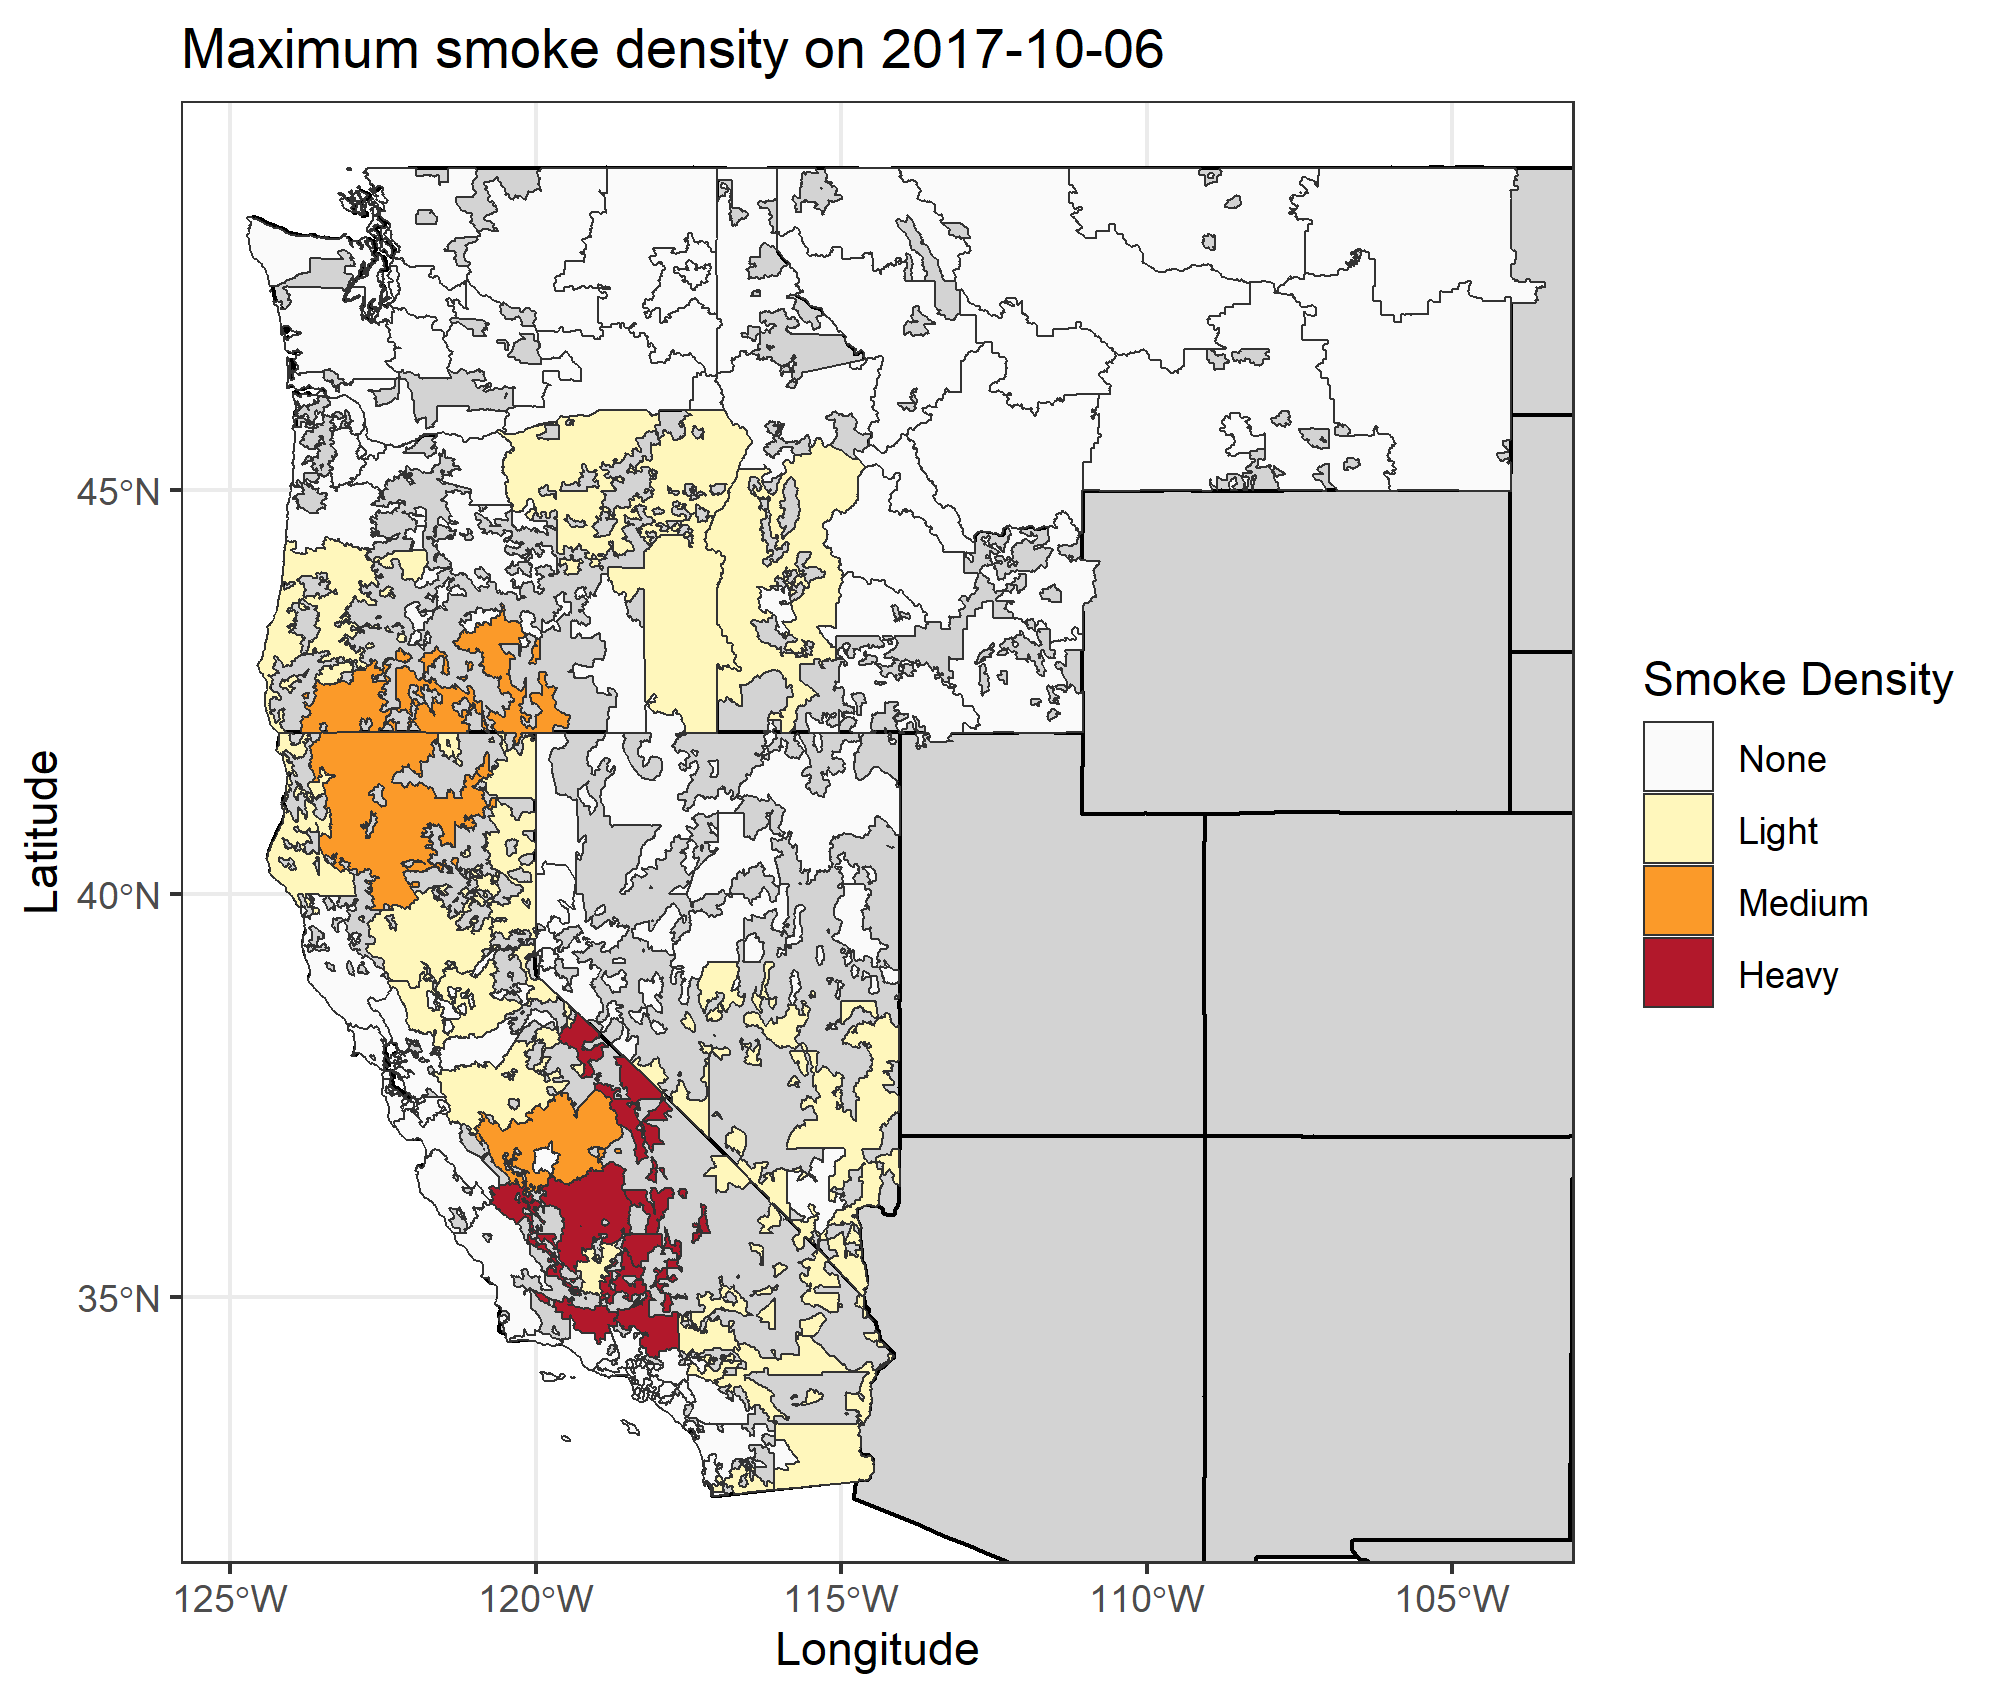 Maximum smoke density on 2017-10-06
Latitude
45°N
40°N
35°N
125°W
120°W
115°W
110°W
105°W
Longitude
Smoke Density
None
Light
Medium
Heavy